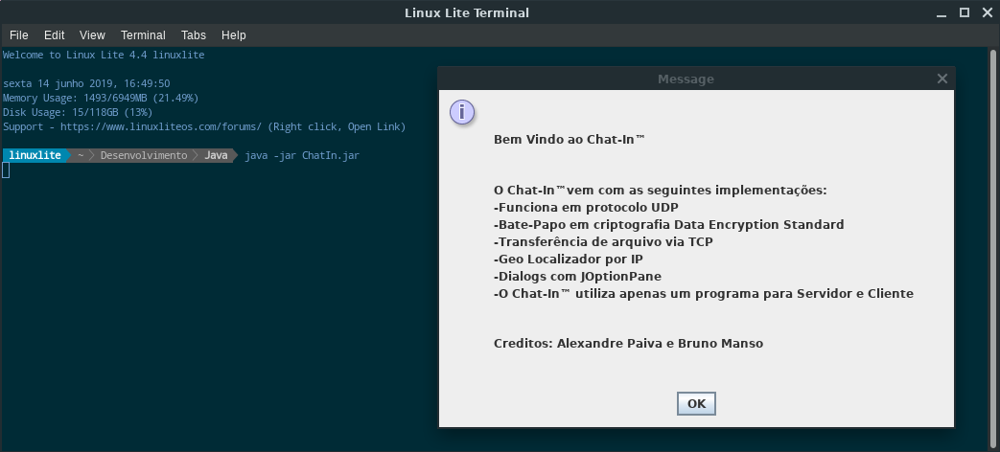 Linux Lite Terminal
File Edit View Terminal Tabs Help
Welcome to Linux Lite 4.4 linuxlite
sexta 14 junho 2019, 16:49:50
Memory Usage: 1493/6949MB (21.49%)
Disk Usage: 15/118GB (13%)
Support - https://www.linuxliteos.com/forums/ (Right click, Open Link)
linuxlite ~ Desenvolvimento Java java -jar ChatIn.jar
Message
i
Bem Vindo ao Chat-In™
O Chat-In™vem com as seguintes implementações:
-Funciona em protocolo UDP
-Bate-Papo em criptografia Data Encryption Standard
-Transferência de arquivo via TCP
-Geo Localizador por IP
-Dialogs com JOptionPane
-O Chat-In™ utiliza apenas um programa para Servidor e Cliente
Creditos: Alexandre Paiva e Bruno Manso
OK